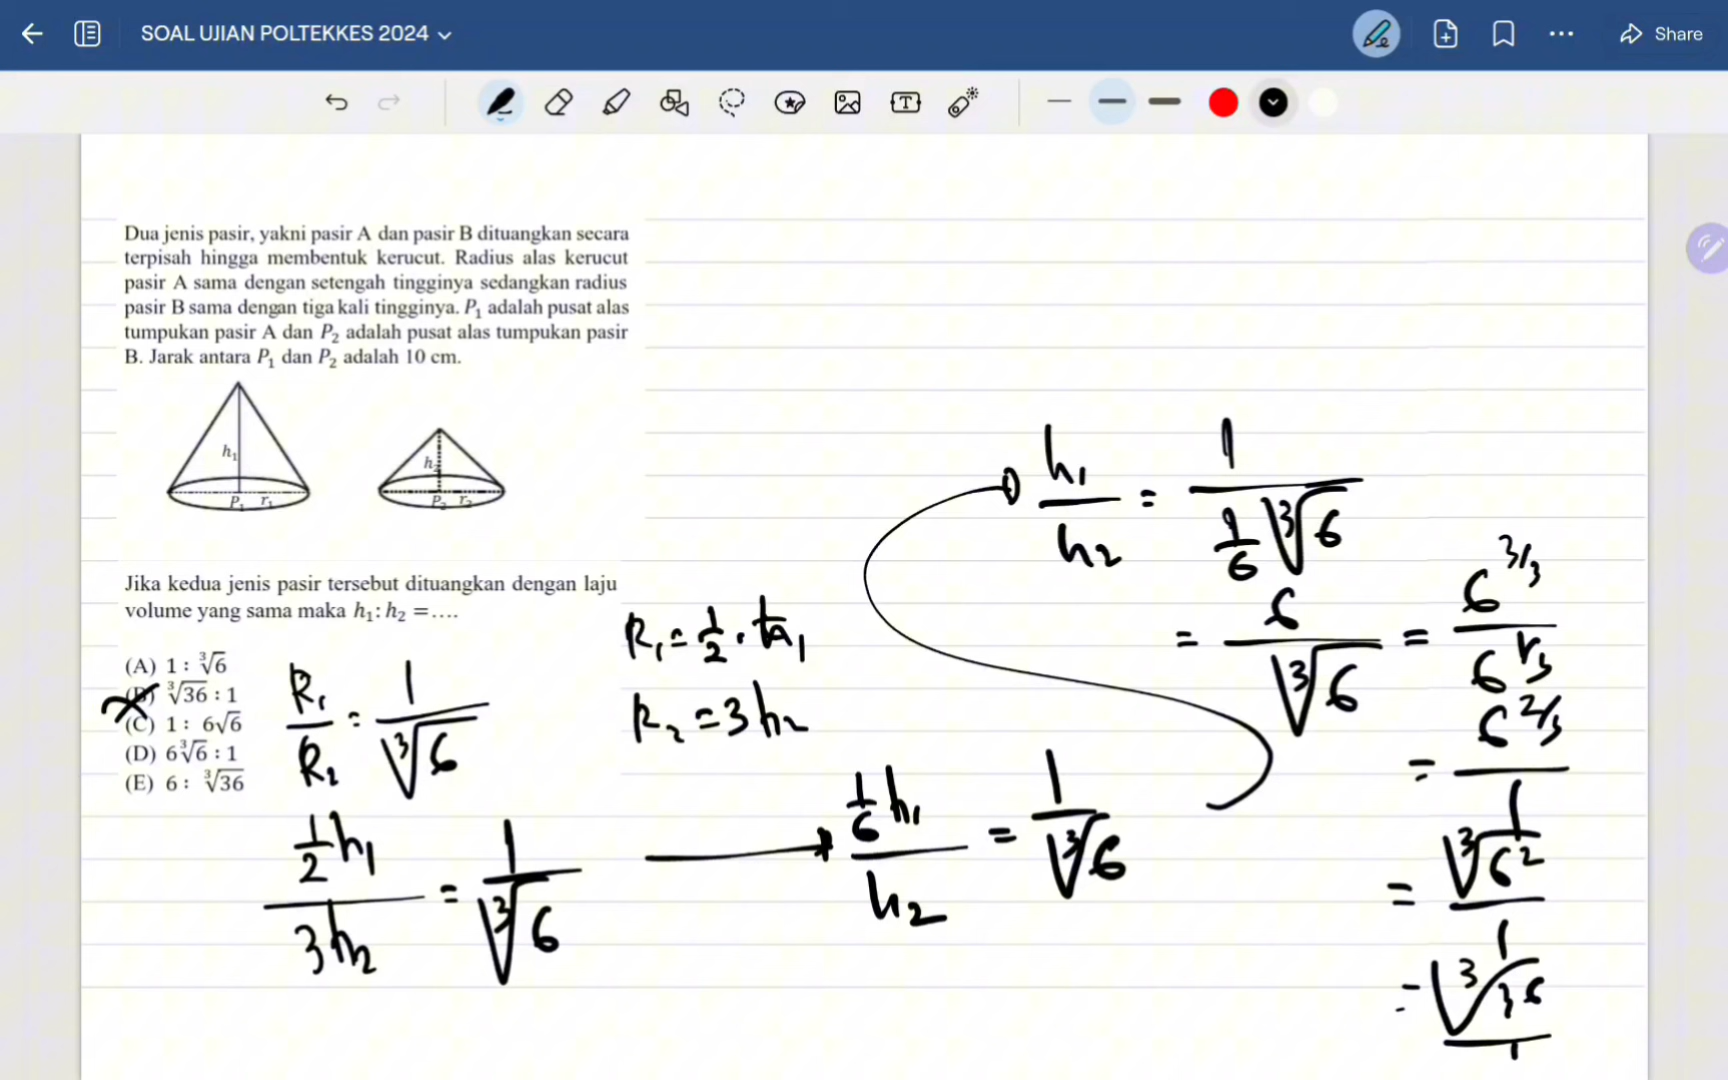 SOAL UJIAN POLTEKKES 2024
Share
Dua jenis pasir, yakni pasir A dan pasir B dituangkan secara
terpisah hingga membentuk kerucut. Radius alas kerucut
pasir A sama dengan setengah tingginya sedangkan radius
pasir B sama dengan tiga kali tingginya. P₁ adalah pusat alas
tumpukan pasir A dan P₂ adalah pusat alas tumpukan pasir
B. Jarak antara P₁ dan P₂ adalah 10 cm.
h₁
P₁ r₁
h₂
P₂ r₂
Jika kedua jenis pasir tersebut dituangkan dengan laju
volume yang sama maka h₁: h₂ =....
(A) 1 : ∛6
(B) ∛36 : 1
(C) 1 : 6√6
(D) 6∛6 : 1
(E) 6 : ∛36
R₁/R₂ = 1/∛6
½h₁/3h₂ = 1/∛6
R₁ = ½ . ta₁
R₂ = 3h₂
⅙h₁/h₂ = 1/∛6
h₁/h₂ = 1/(⅙∛6)
= 6/∛6 = 6^(3/3)/6^(1/3)
= 6^(2/3)/1
= ∛6²/1
= ∛36/1